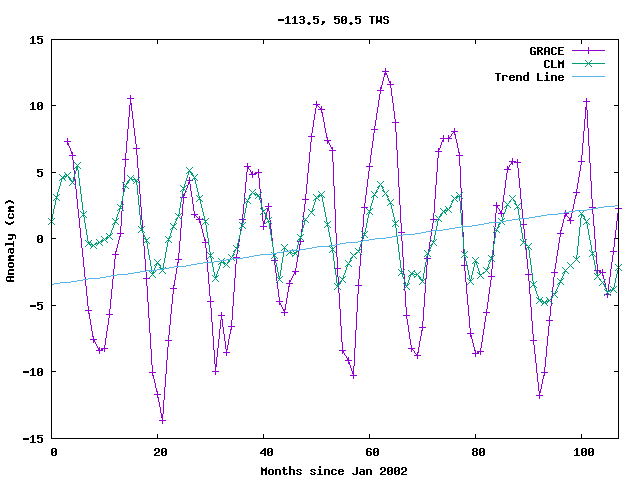 -113.5, 50.5 TWS
GRACE
CLM
Trend Line
15
10
5
0
-5
-10
-15
Anomaly (cm)
0 20 40 60 80 100
Months since Jan 2002